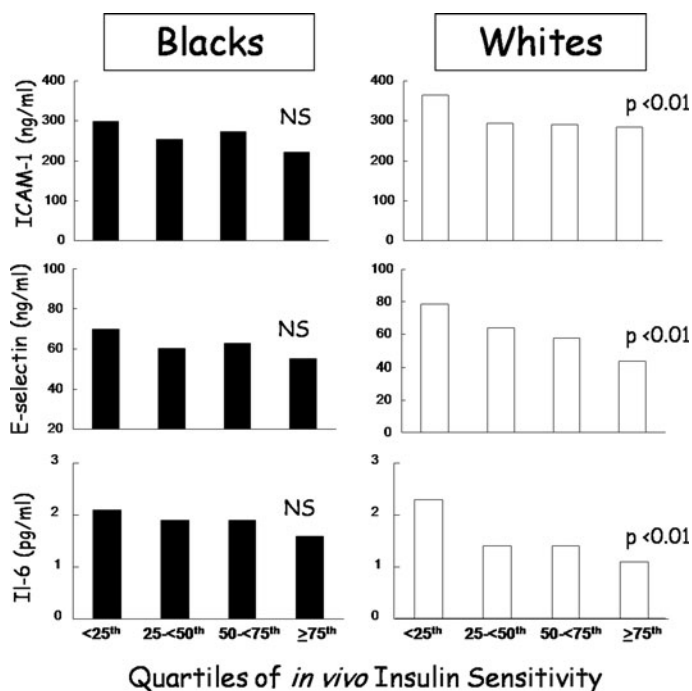 Blacks
Whites
ICAM-1 (ng/ml)
400
300
200
100
0
NS
400
300
200
100
0
p <0.01
E-selectin (ng/ml)
100
80
60
40
20
NS
100
80
60
40
20
0
p <0.01
Il-6 (pg/ml)
3
2
1
0
NS
3
2
1
0
p <0.01
<25th 25-<50th 50-<75th ≥75th
<25th 25-<50th 50-<75th ≥75th
Quartiles of in vivo Insulin Sensitivity